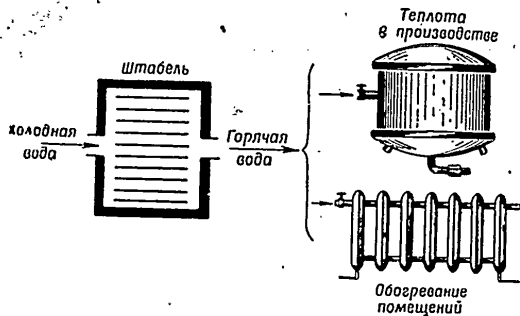 Теплота
в производстве
Штабель
холодная
вода
Горячая
вода
Обогревание
помещений